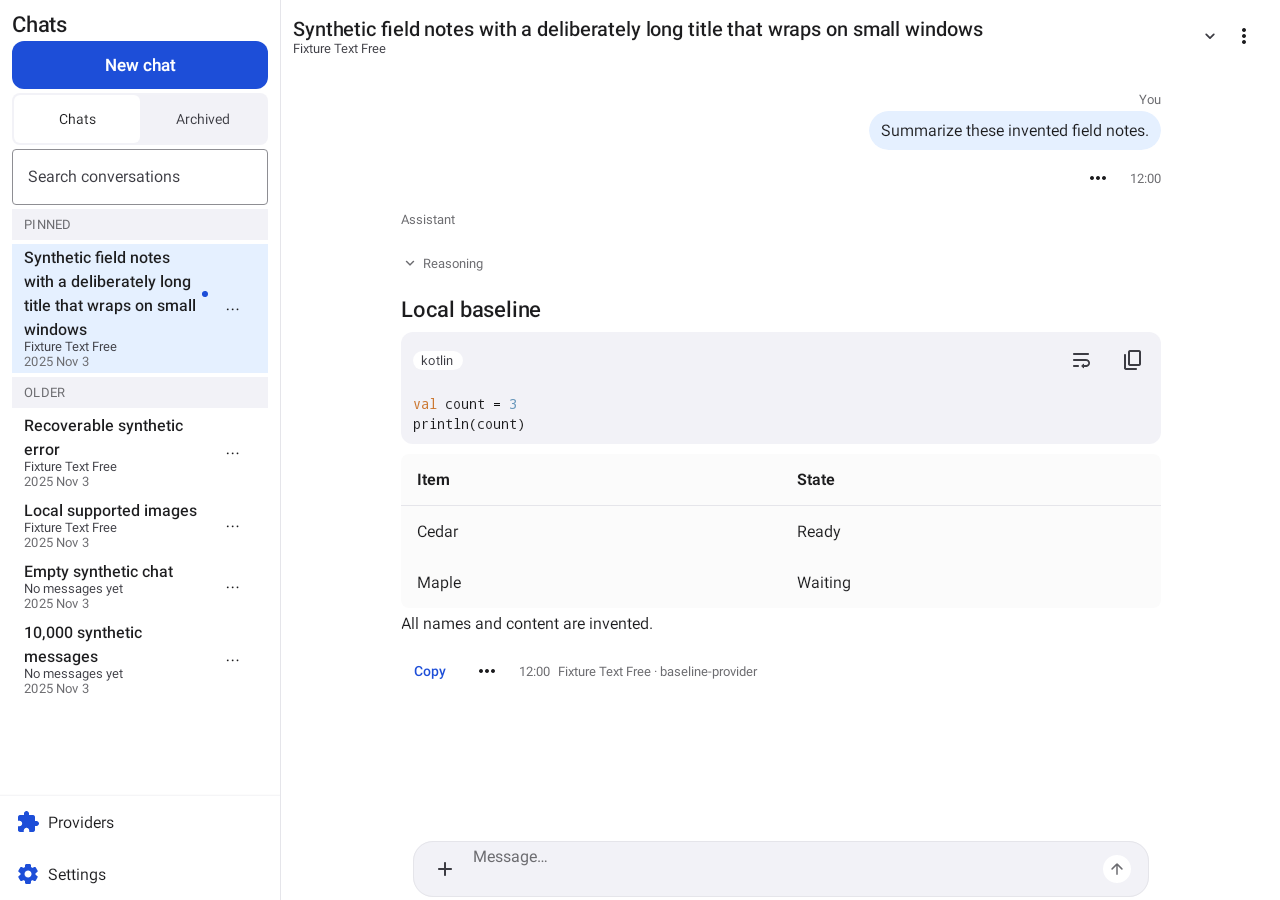 Chats
New chat
Chats
Archived
Search conversations
PINNED
Synthetic field notes
with a deliberately long
title that wraps on small
windows
Fixture Text Free
2025 Nov 3
OLDER
Recoverable synthetic
error
Fixture Text Free
2025 Nov 3
Local supported images
Fixture Text Free
2025 Nov 3
Empty synthetic chat
No messages yet
2025 Nov 3
10,000 synthetic
messages
No messages yet
2025 Nov 3
Providers
Settings
Synthetic field notes with a deliberately long title that wraps on small windows
Fixture Text Free
You
Summarize these invented field notes.
12:00
Assistant
Reasoning
Local baseline
kotlin
val count = 3
println(count)
Item State
Cedar Ready
Maple Waiting
All names and content are invented.
Copy 12:00 Fixture Text Free · baseline-provider
Message…